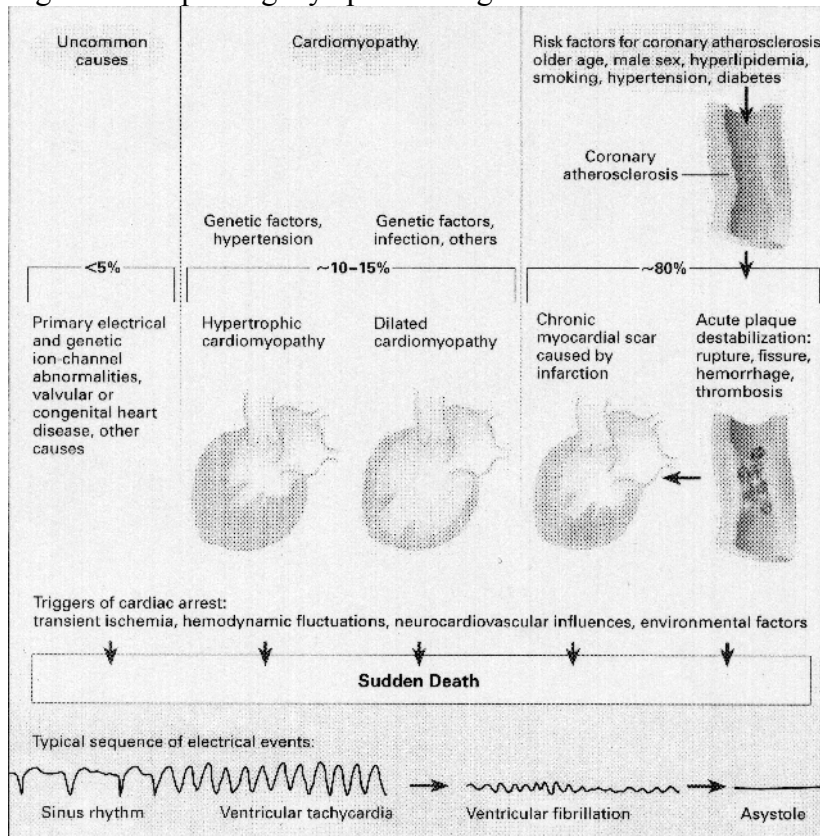 Uncommon
causes
Cardiomyopathy
Risk factors for coronary atherosclerosis:
older age, male sex, hyperlipidemia,
smoking, hypertension, diabetes
Coronary
atherosclerosis
Genetic factors,
hypertension
Genetic factors,
infection, others
<5%
~10–15%
~80%
Primary electrical
and genetic
ion-channel
abnormalities,
valvular or
congenital heart
disease, other
causes
Hypertrophic
cardiomyopathy
Dilated
cardiomyopathy
Chronic
myocardial scar
caused by
infarction
Acute plaque
destabilization:
rupture, fissure,
hemorrhage,
thrombosis
Triggers of cardiac arrest:
transient ischemia, hemodynamic fluctuations, neurocardiovascular influences, environmental factors
Sudden Death
Typical sequence of electrical events:
Sinus rhythm
Ventricular tachycardia
Ventricular fibrillation
Asystole